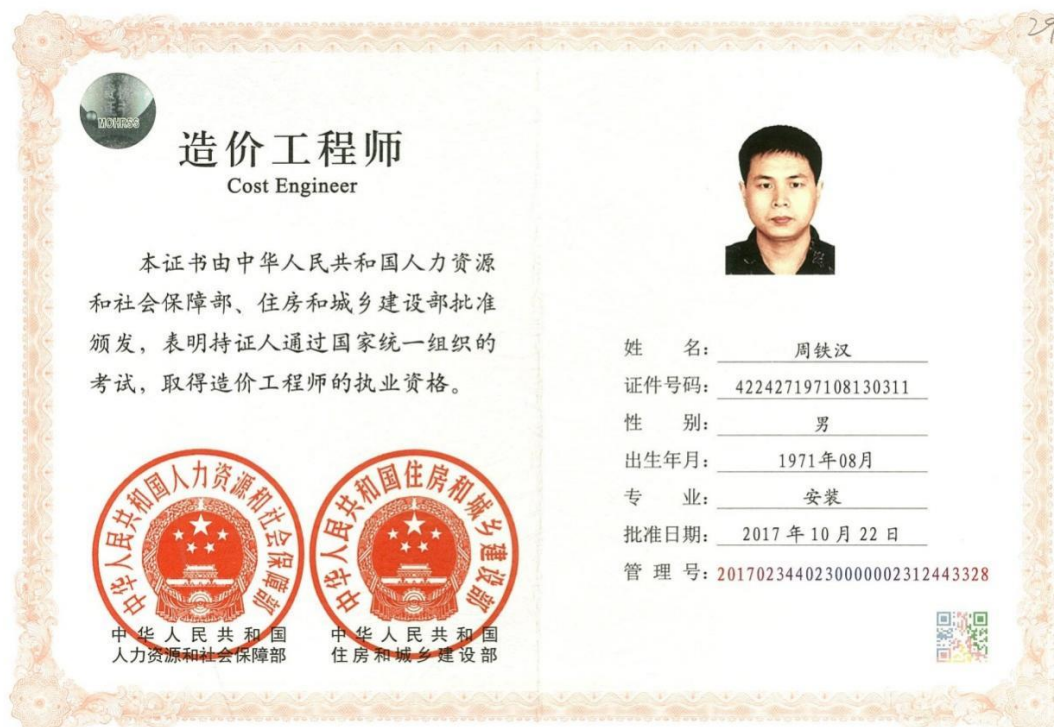 29
MOHRSS
造价工程师
Cost Engineer
本证书由中华人民共和国人力资源
和社会保障部、住房和城乡建设部批准
颁发，表明持证人通过国家统一组织的
考试，取得造价工程师的执业资格。
中华人民共和国人力资源和社会保障部
中华人民共和国
人力资源和社会保障部
中华人民共和国住房和城乡建设部
中华人民共和国
住房和城乡建设部
姓 名： 周铁汉
证件号码： 422427197108130311
性 别： 男
出生年月： 1971年08月
专 业： 安装
批准日期： 2017 年 10 月 22 日
管 理 号： 2017023440230000002312443328